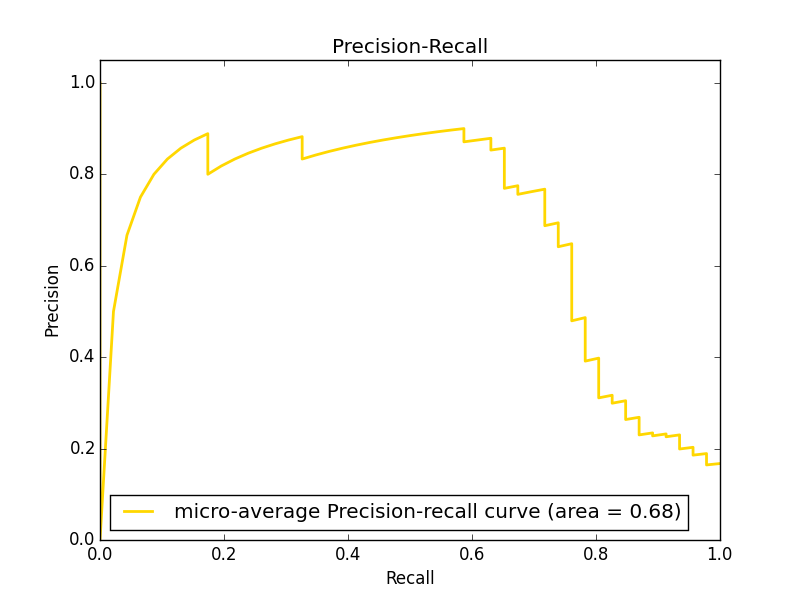 Precision-Recall
1.0
0.8
0.6
0.4
0.2
0.0
Precision
micro-average Precision-recall curve (area = 0.68)
0.0 0.2 0.4 0.6 0.8 1.0
Recall